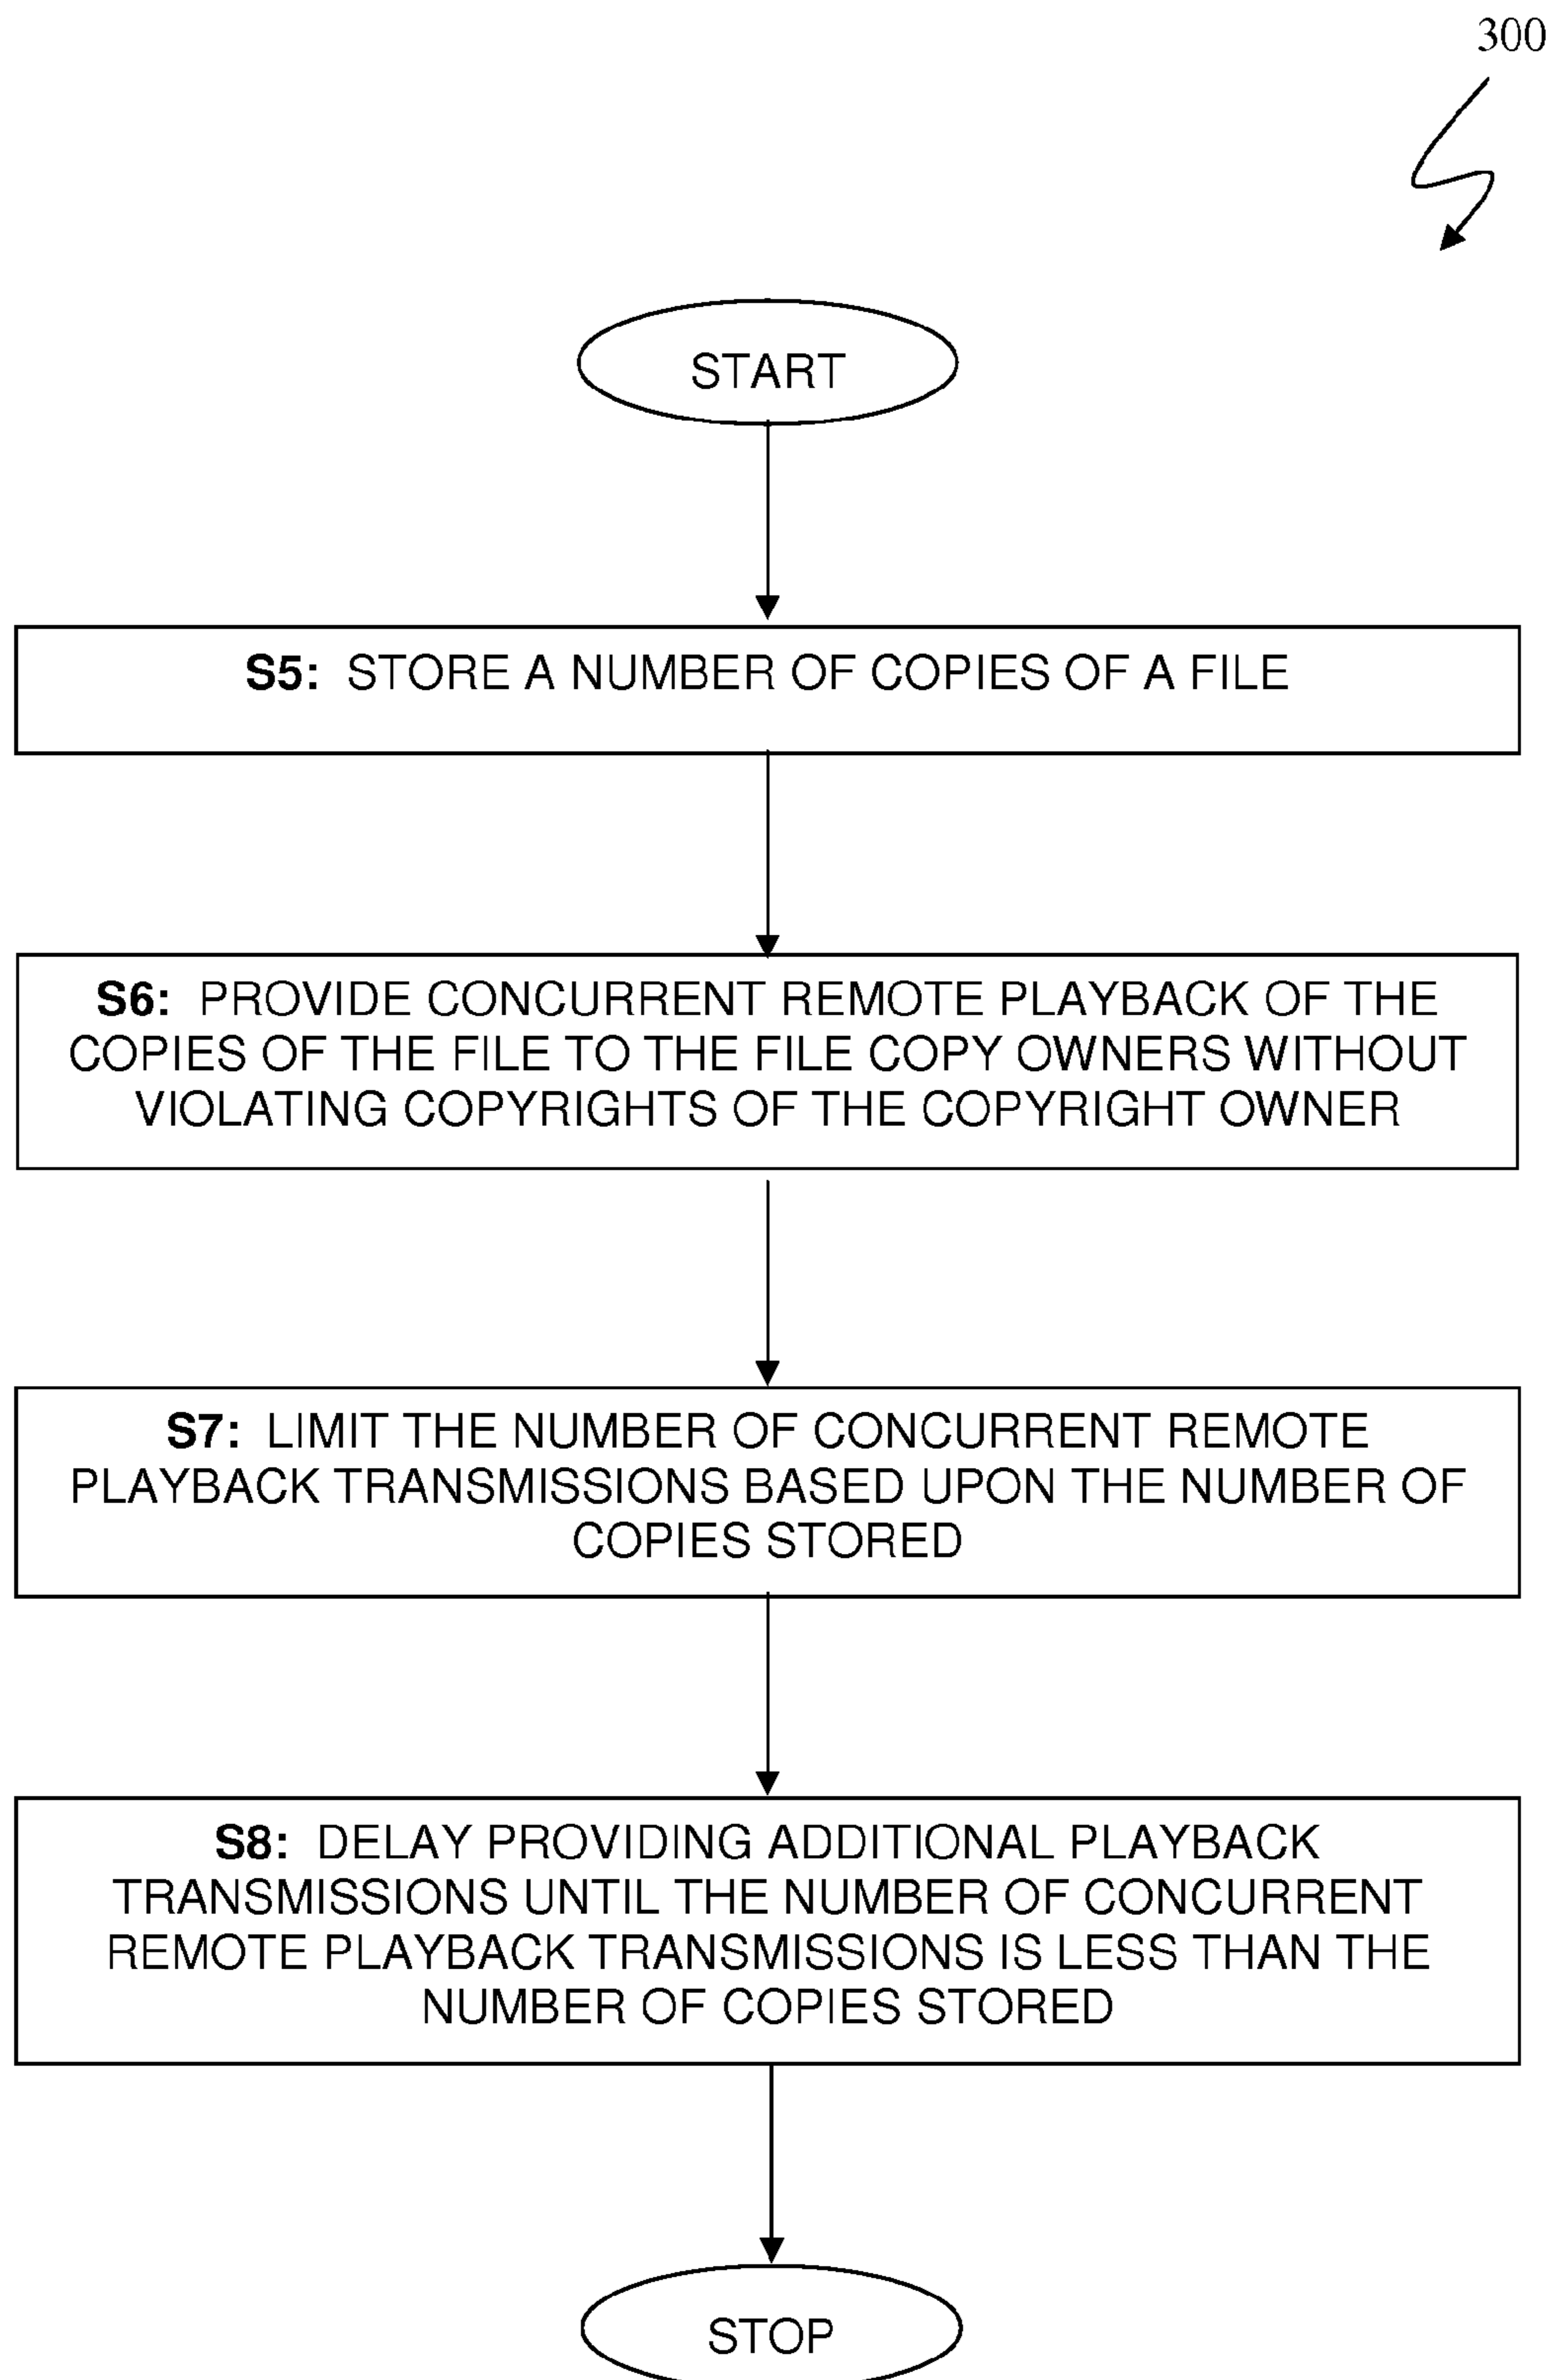 300
START
S5: STORE A NUMBER OF COPIES OF A FILE
S6: PROVIDE CONCURRENT REMOTE PLAYBACK OF THE
COPIES OF THE FILE TO THE FILE COPY OWNERS WITHOUT
VIOLATING COPYRIGHTS OF THE COPYRIGHT OWNER
S7: LIMIT THE NUMBER OF CONCURRENT REMOTE
PLAYBACK TRANSMISSIONS BASED UPON THE NUMBER OF
COPIES STORED
S8: DELAY PROVIDING ADDITIONAL PLAYBACK
TRANSMISSIONS UNTIL THE NUMBER OF CONCURRENT
REMOTE PLAYBACK TRANSMISSIONS IS LESS THAN THE
NUMBER OF COPIES STORED
STOP